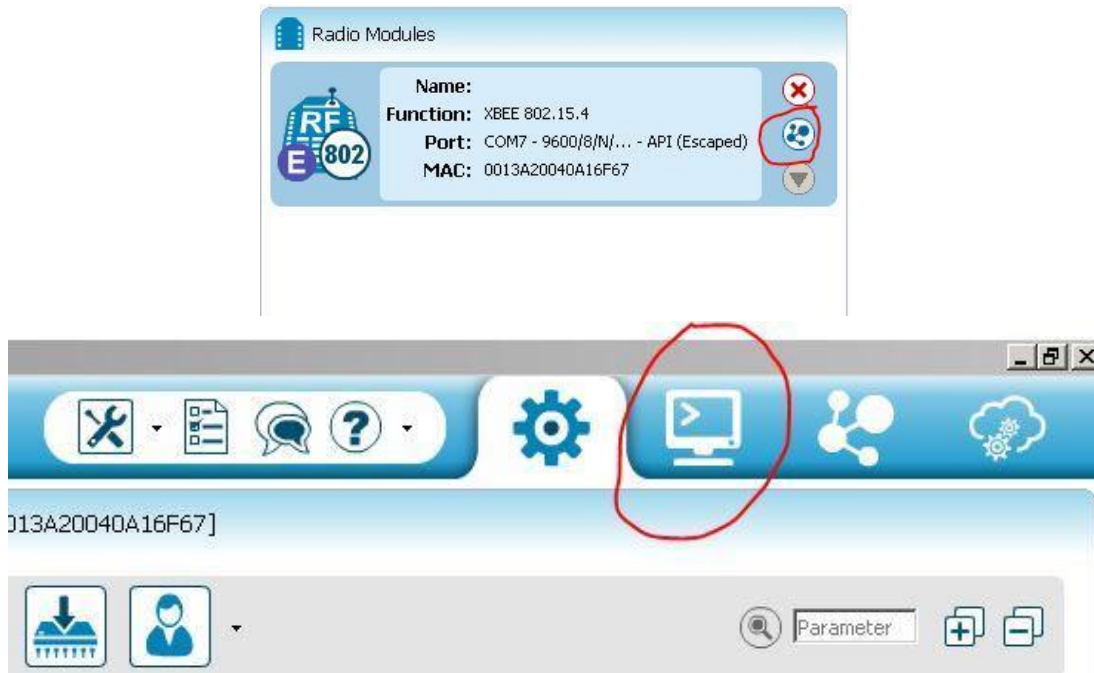 Radio Modules
Name:
Function: XBEE 802.15.4
Port: COM7 - 9600/8/N/... - API (Escaped)
MAC: 0013A20040A16F67
RF
E 802
?
>
013A20040A16F67]
Parameter